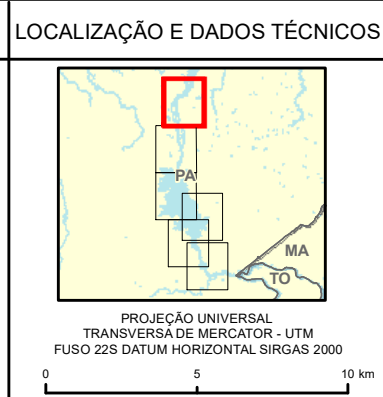 LOCALIZAÇÃO E DADOS TÉCNICOS
PA
MA
TO
PROJEÇÃO UNIVERSAL
TRANSVERSA DE MERCATOR - UTM
FUSO 22S DATUM HORIZONTAL SIRGAS 2000
0 5 10 km